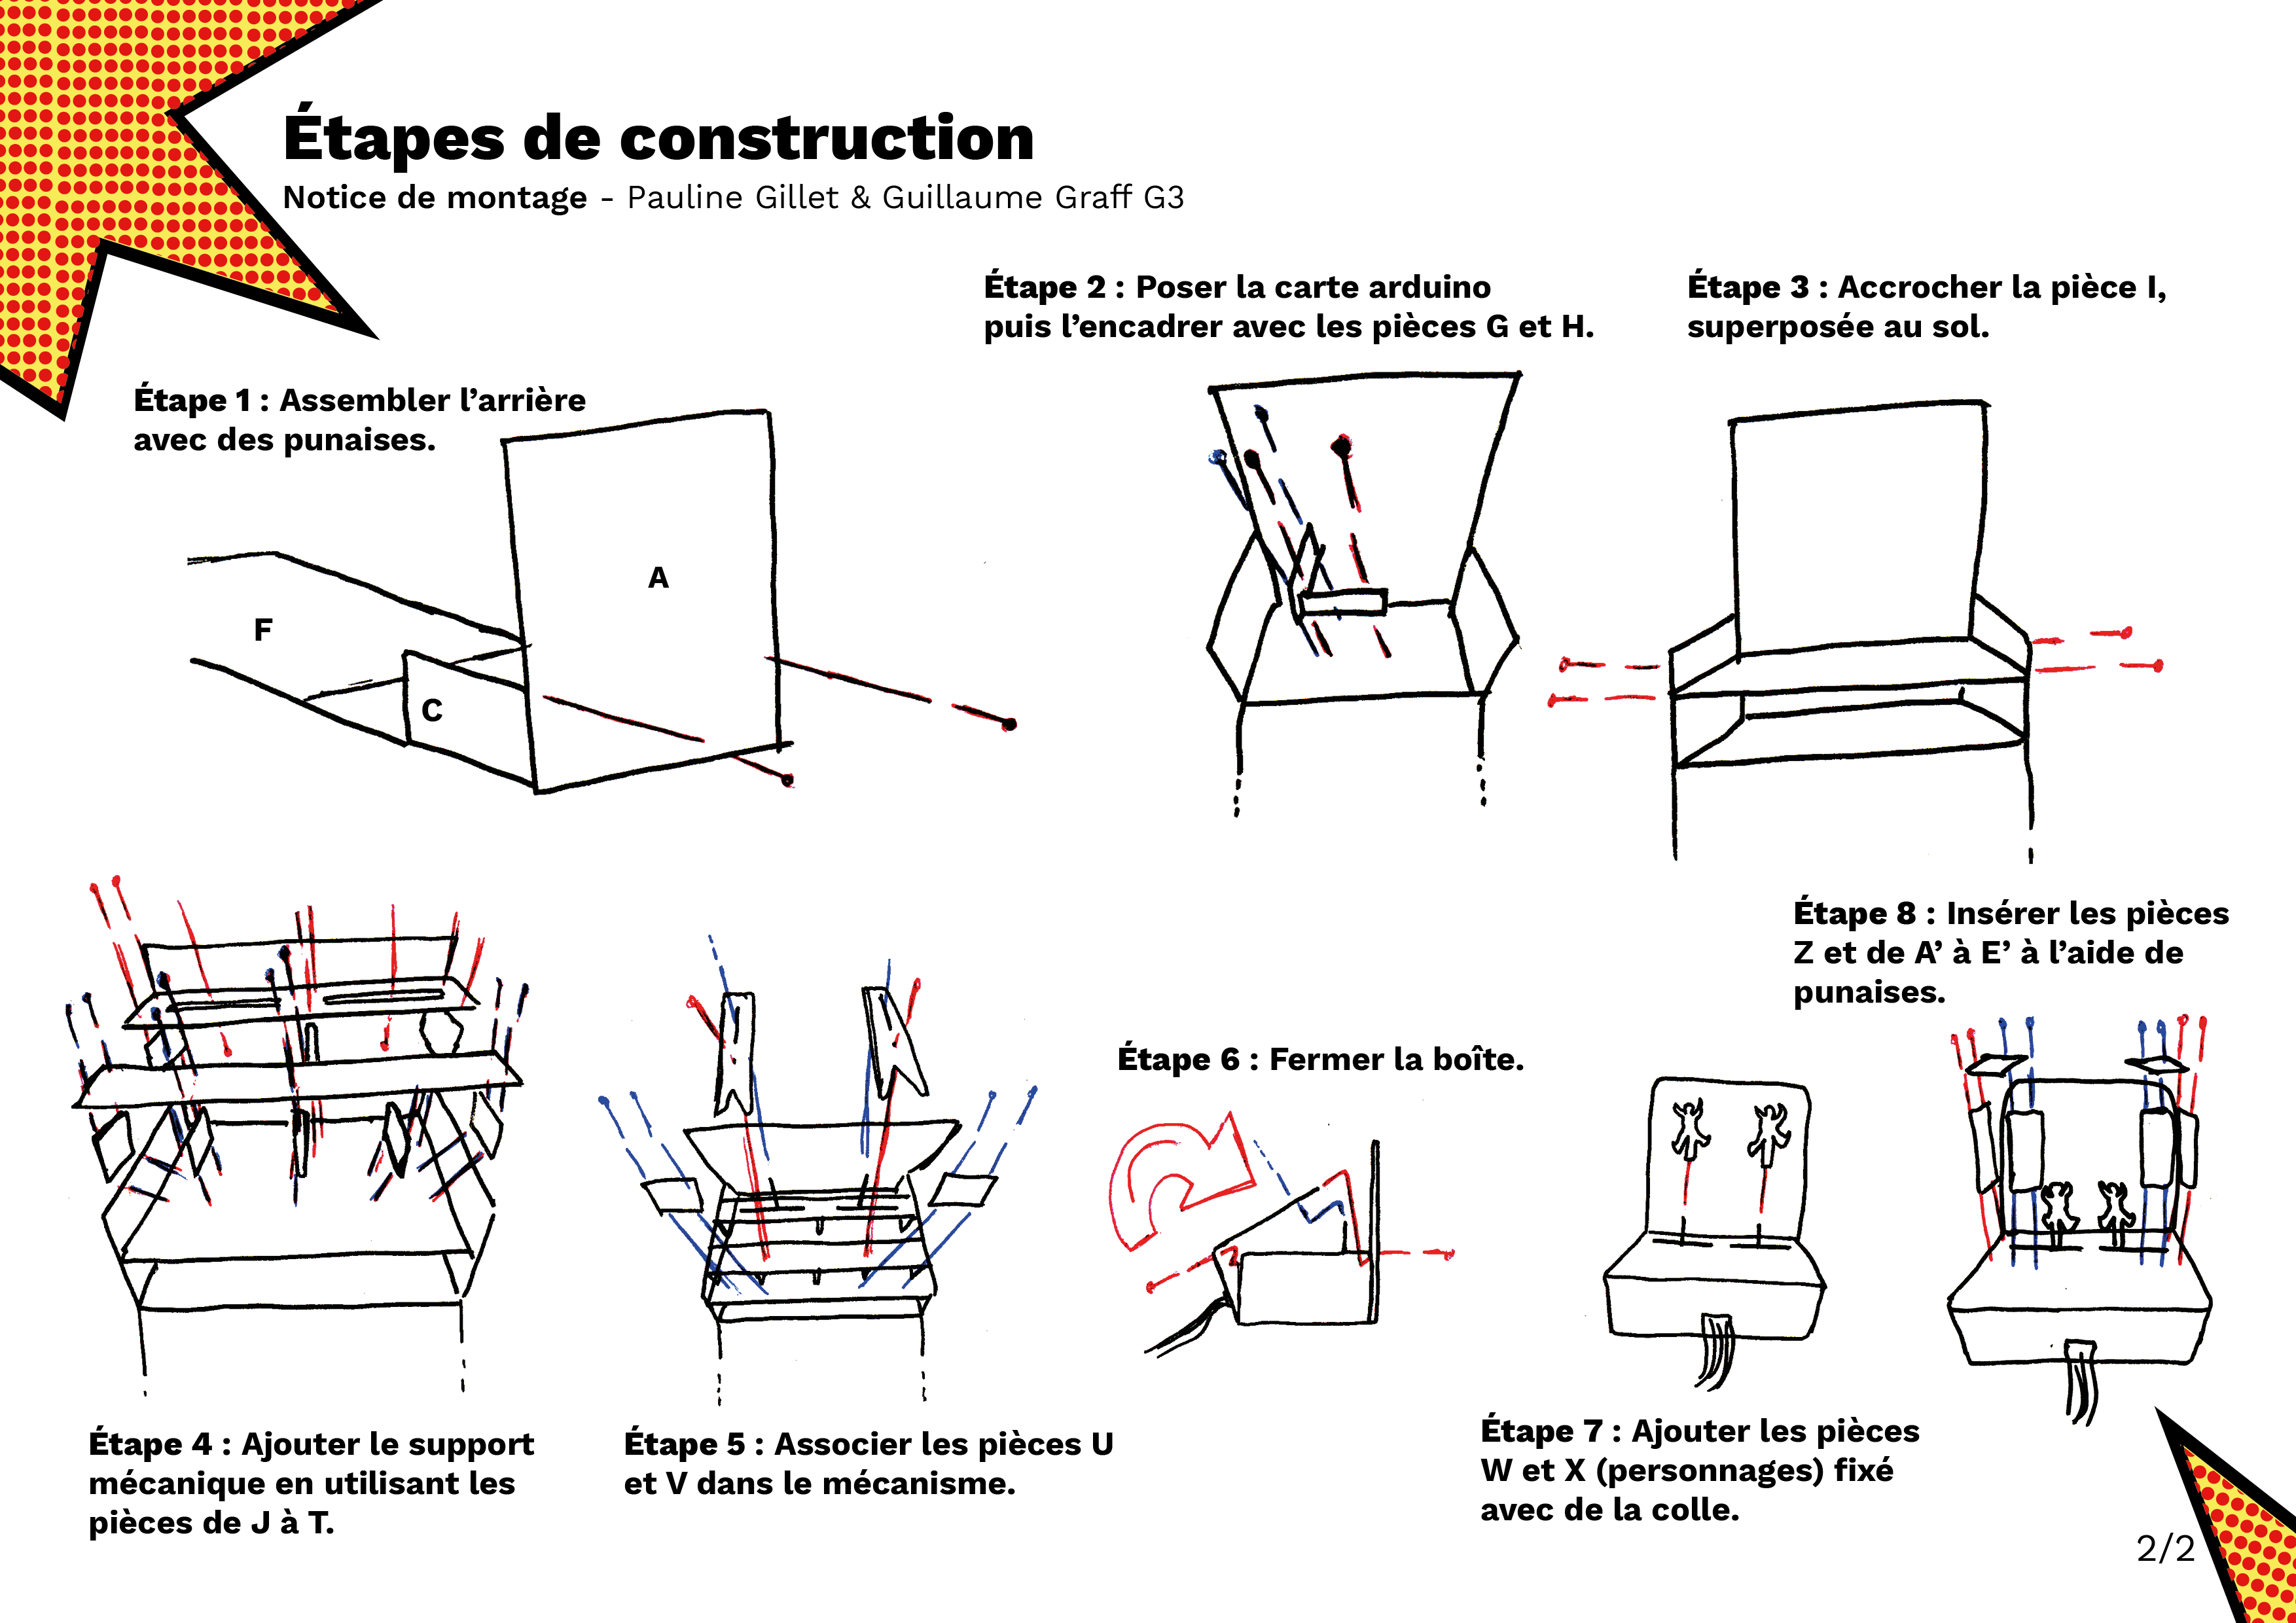 Étapes de construction
Notice de montage - Pauline Gillet & Guillaume Graff G3
Étape 1 : Assembler l’arrière
avec des punaises.
A
F
C
Étape 2 : Poser la carte arduino
puis l’encadrer avec les pièces G et H.
Étape 3 : Accrocher la pièce I,
superposée au sol.
Étape 4 : Ajouter le support
mécanique en utilisant les
pièces de J à T.
Étape 5 : Associer les pièces U
et V dans le mécanisme.
Étape 6 : Fermer la boîte.
Étape 7 : Ajouter les pièces
W et X (personnages) fixé
avec de la colle.
Étape 8 : Insérer les pièces
Z et de A’ à E’ à l’aide de
punaises.
2/2